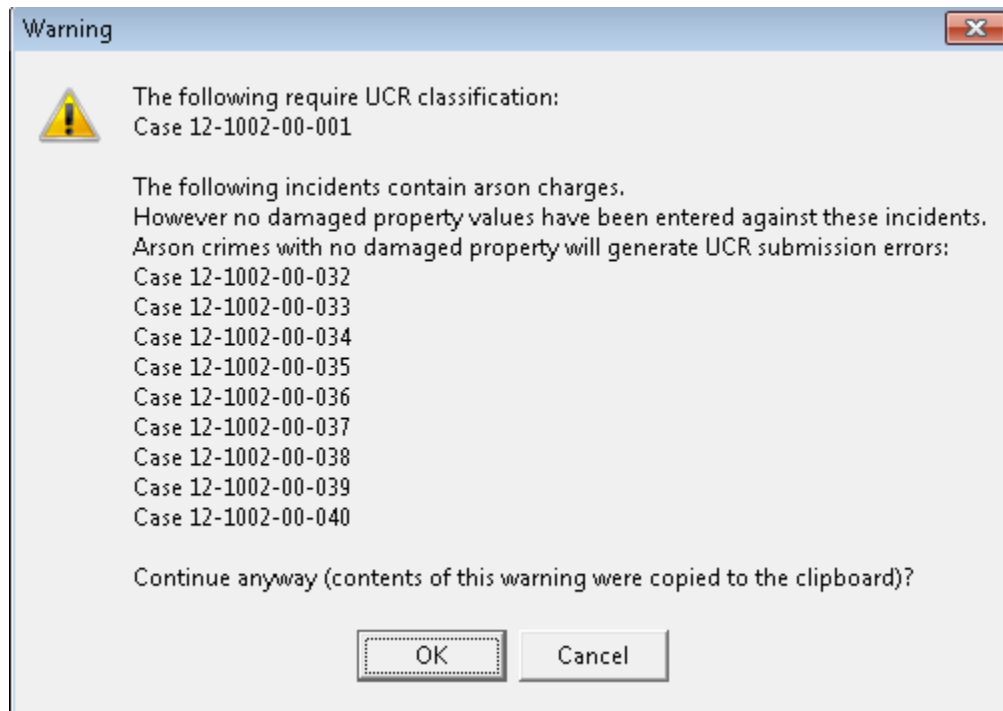 Warning
The following require UCR classification:
Case 12-1002-00-001
The following incidents contain arson charges.
However no damaged property values have been entered against these incidents.
Arson crimes with no damaged property will generate UCR submission errors:
Case 12-1002-00-032
Case 12-1002-00-033
Case 12-1002-00-034
Case 12-1002-00-035
Case 12-1002-00-036
Case 12-1002-00-037
Case 12-1002-00-038
Case 12-1002-00-039
Case 12-1002-00-040
Continue anyway (contents of this warning were copied to the clipboard)?
OK Cancel